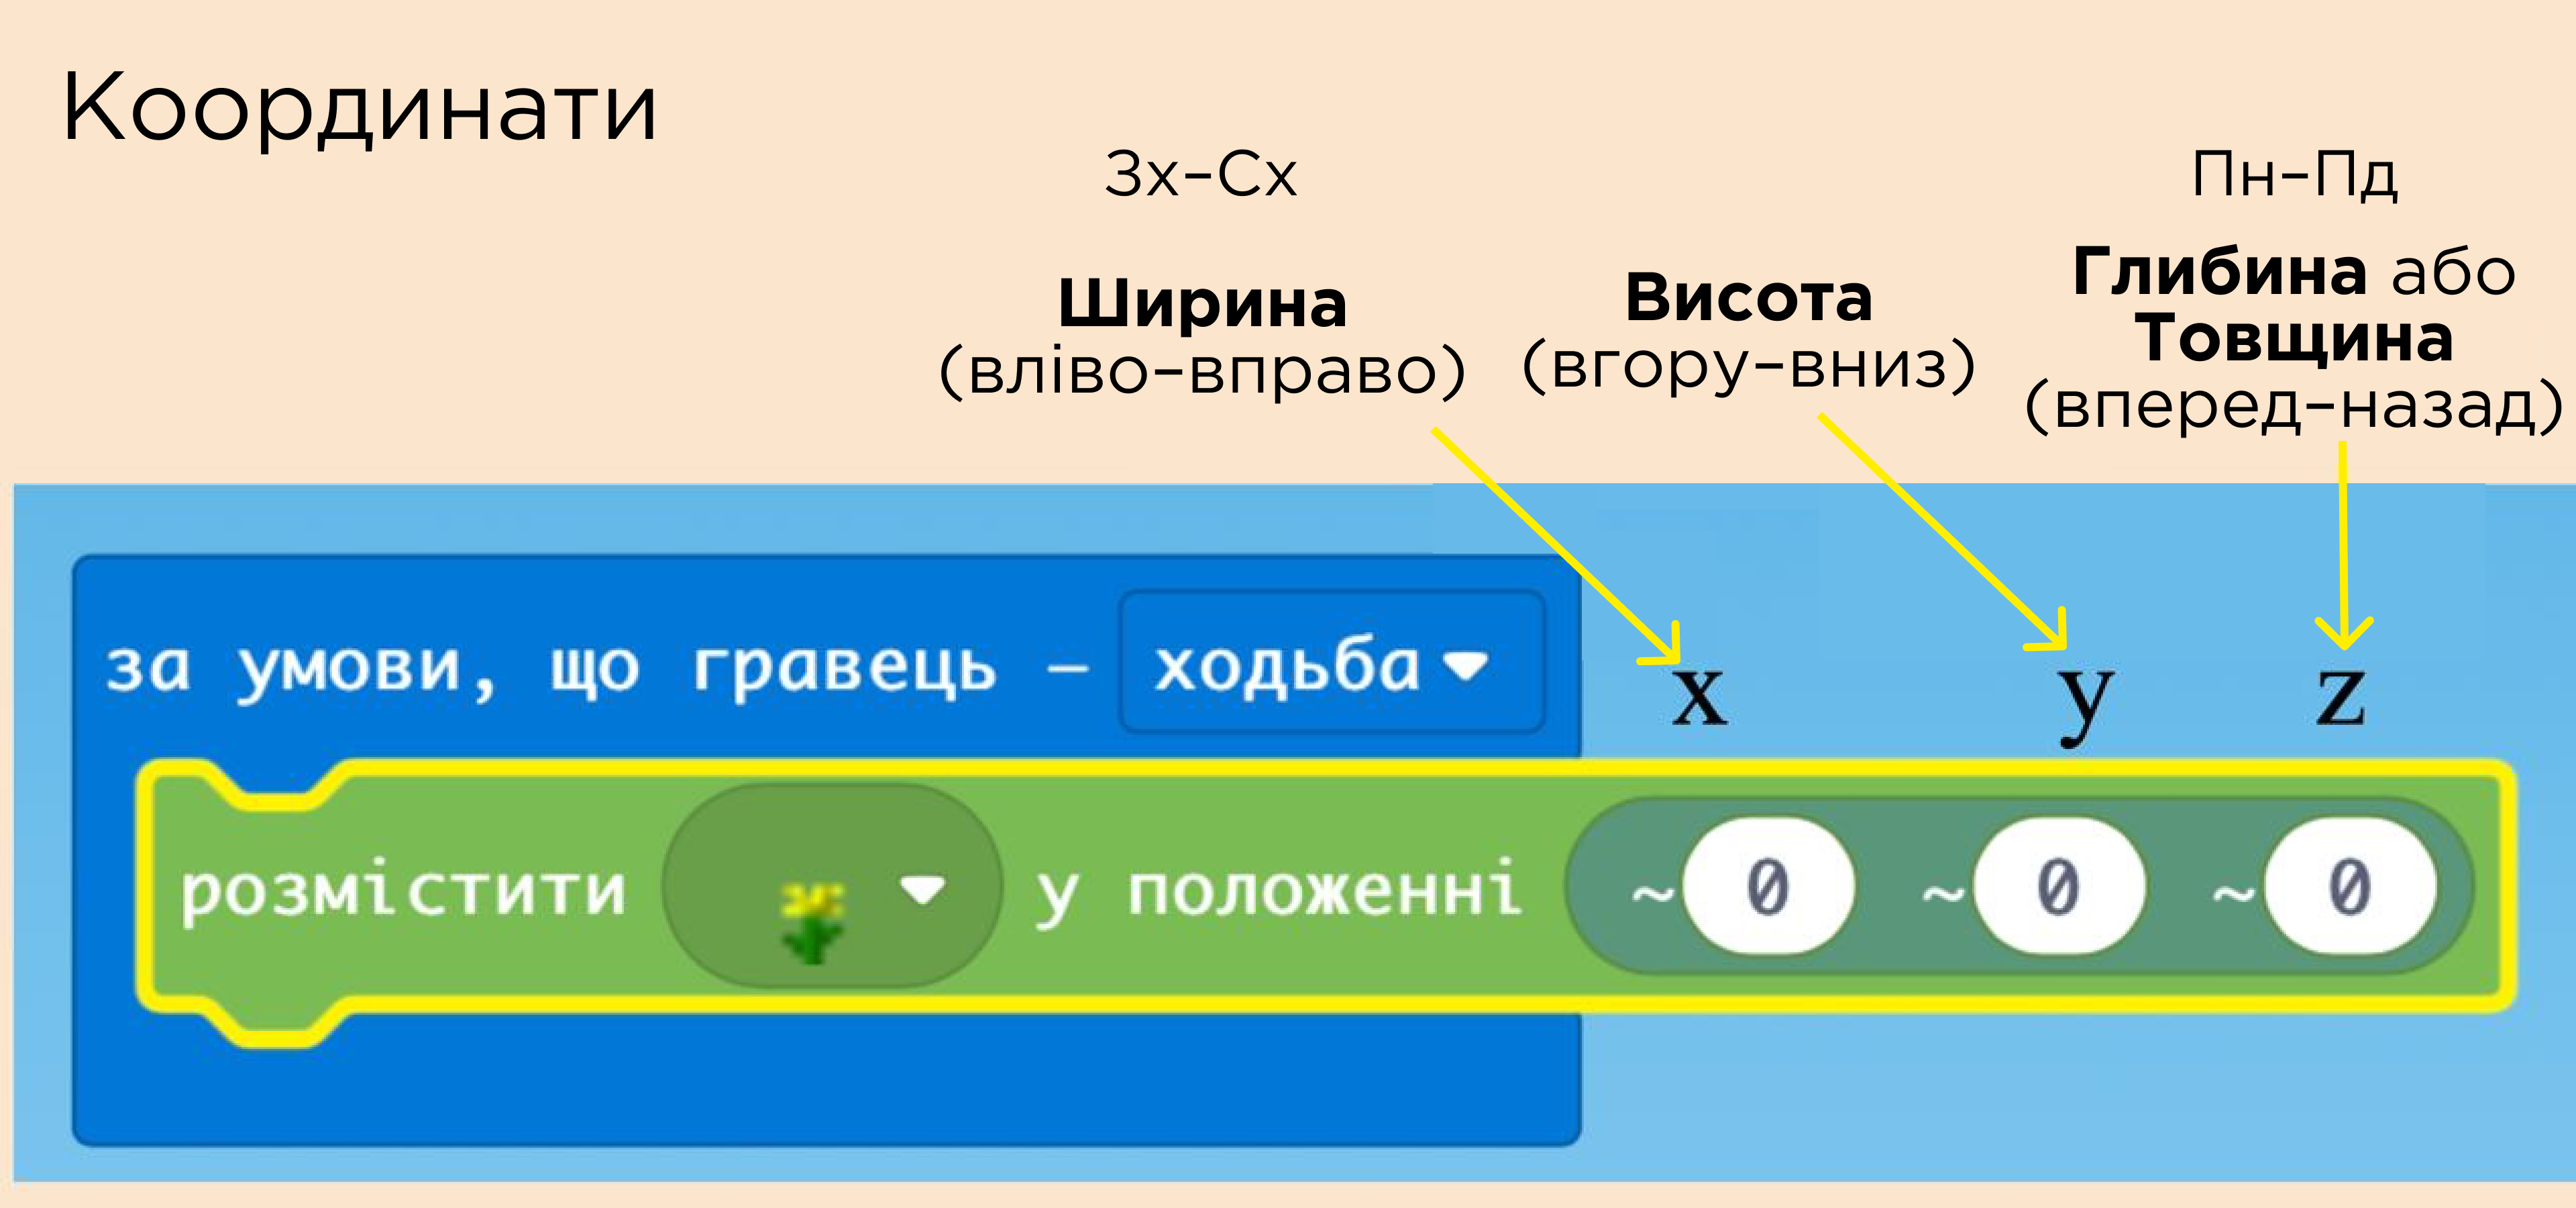 Координати
Зх–Сх
Пн–Пд
Ширина
(вліво–вправо)
Висота
(вгору–вниз)
Глибина або
Товщина
(вперед–назад)
за умови, що гравець – ходьба
x y z
розмістити у положенні ~0 ~0 ~0